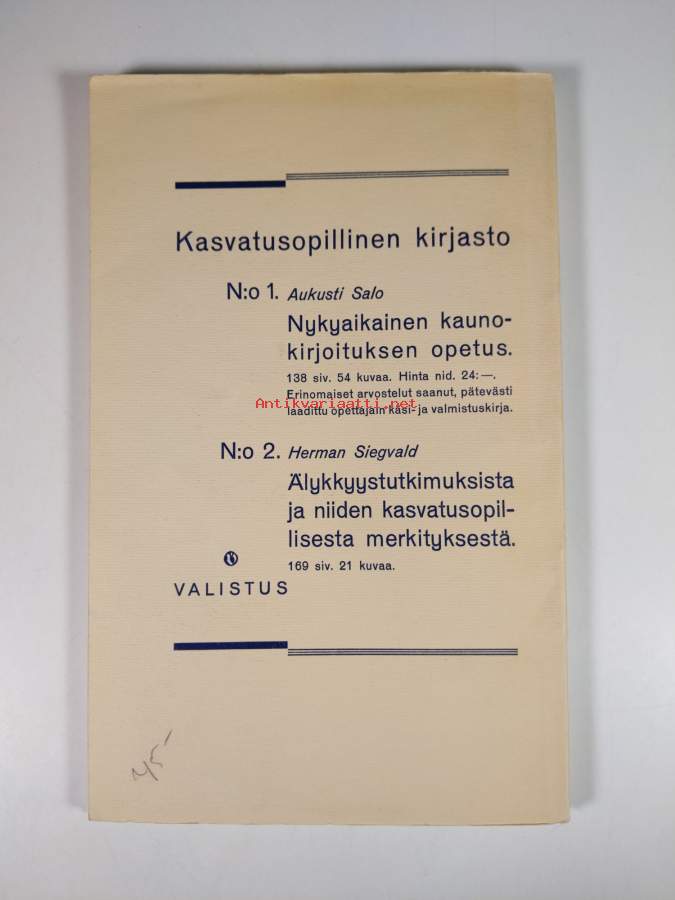 Kasvatusopillinen kirjasto
N:o 1. Aukusti Salo
Nykyaikainen kauno-
kirjoituksen opetus.
138 siv. 54 kuvaa. Hinta nid. 24:—.
Erinomaiset arvostelut saanut, pätevästi
Antikvariaatti.net
laadittu opettajain käsi- ja valmistuskirja.
N:o 2. Herman Siegvald
Älykkyystutkimuksista
ja niiden kasvatusopil-
lisesta merkityksestä.
169 siv. 21 kuvaa.
VALISTUS